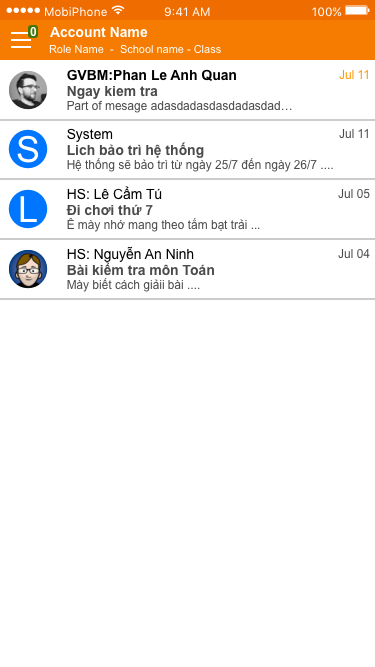 MobiPhone 9:41 AM 100%
0 Account Name
Role Name - School name - Class
GVBM:Phan Le Anh Quan Jul 11
Ngay kiem tra
Part of mesage adasdadasdasdadasdad…
S System Jul 11
Lich bảo trì hệ thống
Hệ thống sẽ bảo trì từ ngày 25/7 đến ngày 26/7 ....
L HS: Lê Cẩm Tú Jul 05
Đi chơi thứ 7
Ê mày nhớ mang theo tấm bạt trải ...
HS: Nguyễn An Ninh Jul 04
Bài kiểm tra môn Toán
Mày biết cách giảii bài ....